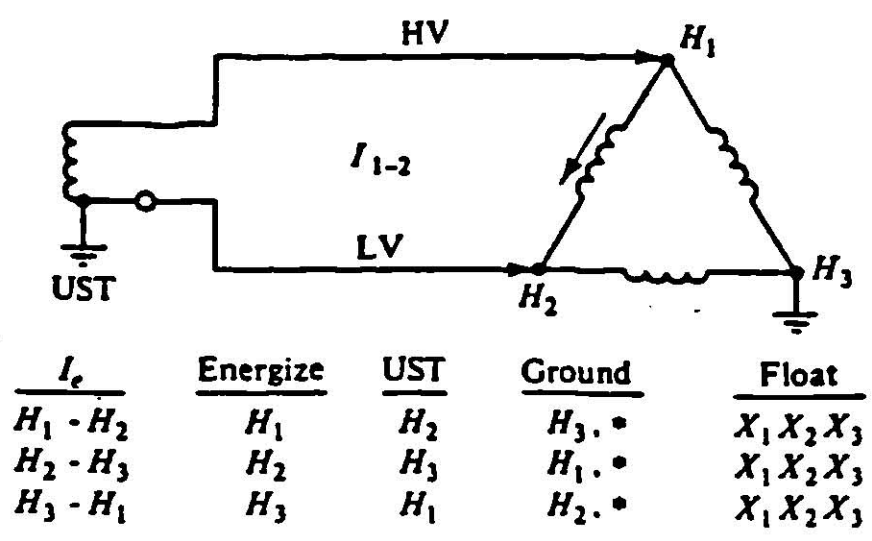 HV
H₁
I₁₋₂
LV
UST
H₂
H₃
Iₑ Energize UST Ground Float
H₁ - H₂ H₁ H₂ H₃. * X₁ X₂ X₃
H₂ - H₃ H₂ H₃ H₁. * X₁ X₂ X₃
H₃ - H₁ H₃ H₁ H₂. * X₁ X₂ X₃